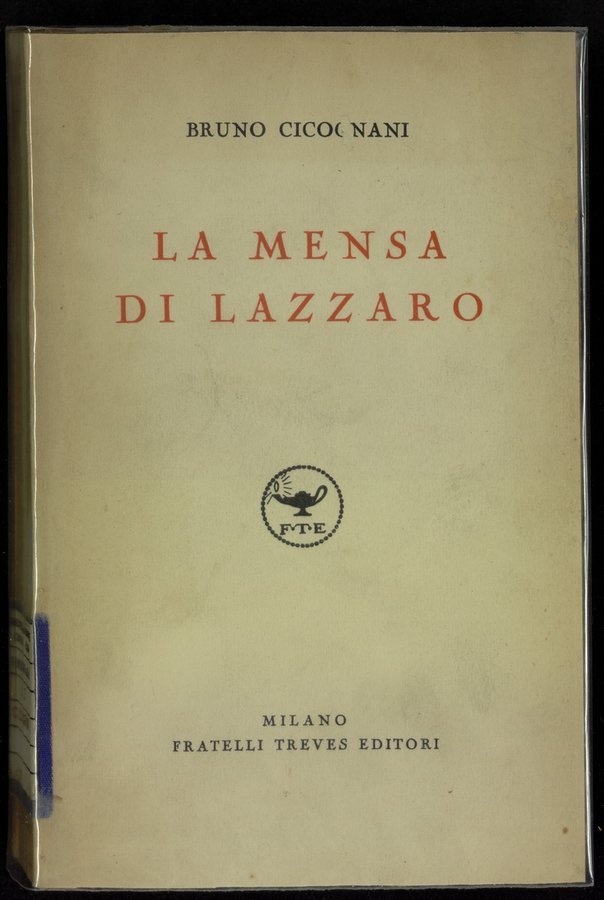 BRUNO CICOGNANI
LA MENSA
DI LAZZARO
F·T·E
MILANO
FRATELLI TREVES EDITORI